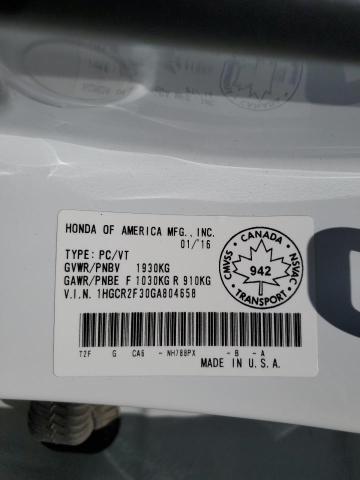 HONDA OF AMERICA MFG., INC.
01/'16
TYPE: PC/VT
GVWR/PNBV 1930KG
GAWR/PNBE F 1030KG R 910KG
V.I.N. 1HGCR2F30GA804658
CANADA
CMVSS
942
NSVAC
TRANSPORT
T2F G CA6 - NH788PX - B - A
MADE IN U.S.A.